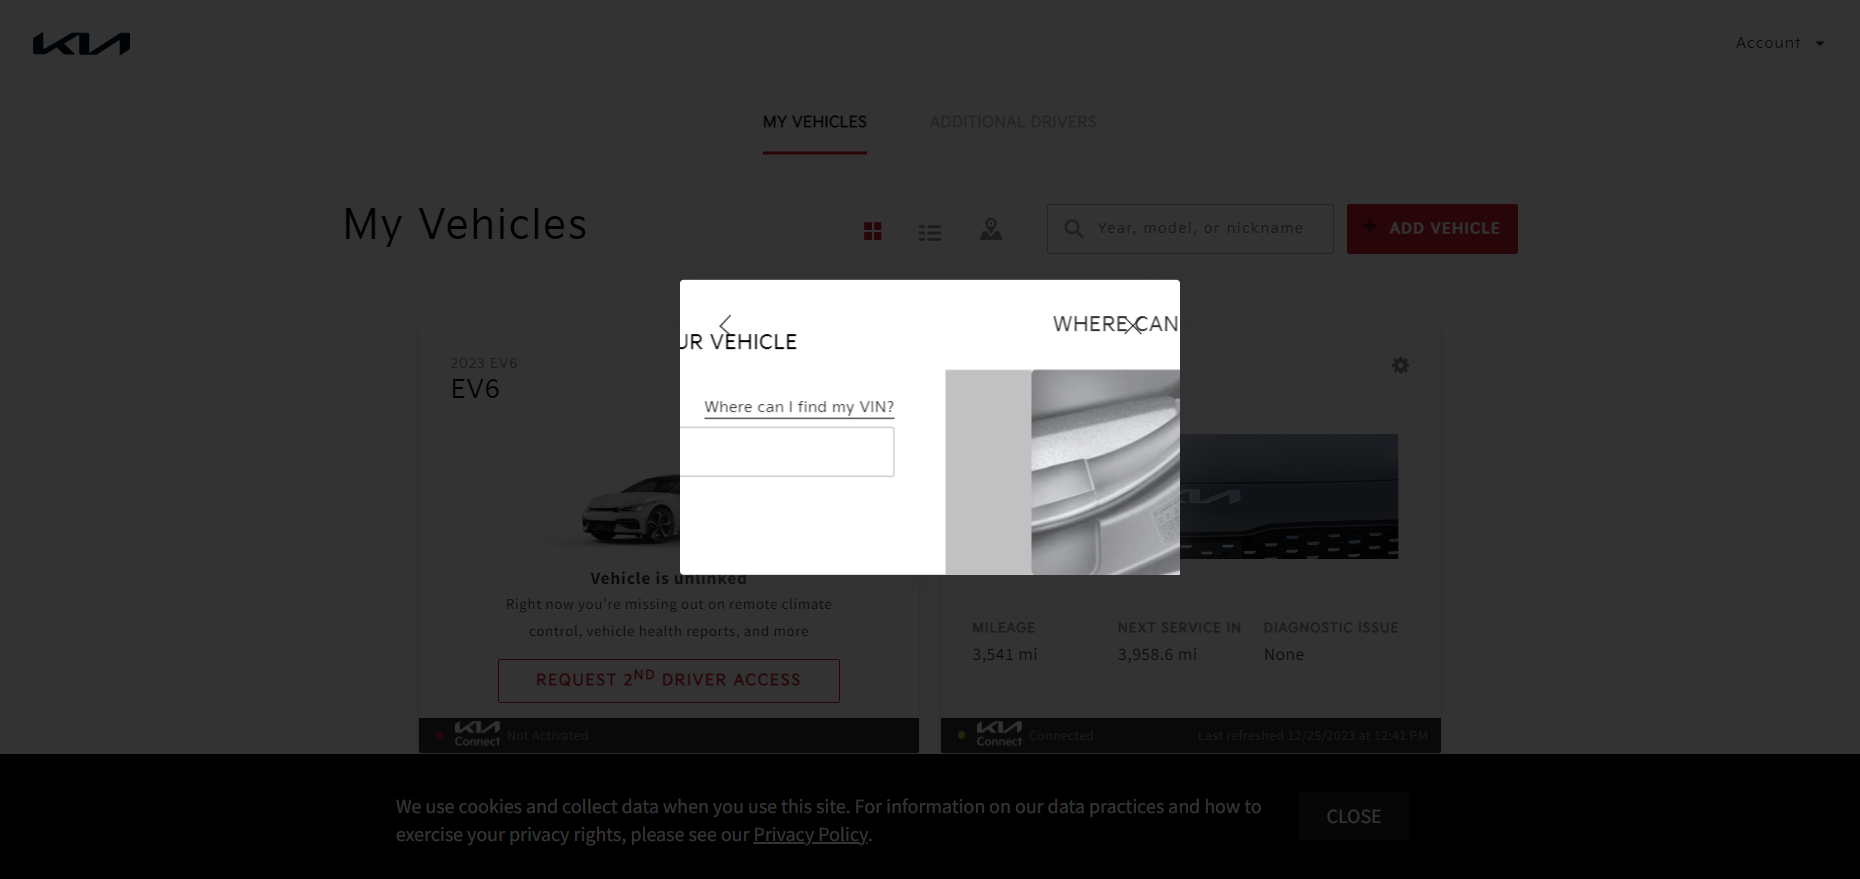 KIA
Account
MY VEHICLES
ADDITIONAL DRIVERS
My Vehicles
Year, model, or nickname
+ ADD VEHICLE
UR VEHICLE
WHERE CAN
Where can I find my VIN?
2023 EV6
EV6
Vehicle is unlinked
Right now you're missing out on remote climate
control, vehicle health reports, and more
REQUEST 2ND DRIVER ACCESS
KIA
Connect
Not Activated
MILEAGE
NEXT SERVICE IN
DIAGNOSTIC ISSUE
3,541 mi
3,958.6 mi
None
KIA
Connect
Connected
Last refreshed 12/25/2023 at 12:41 PM
We use cookies and collect data when you use this site. For information on our data practices and how to
exercise your privacy rights, please see our Privacy Policy.
CLOSE